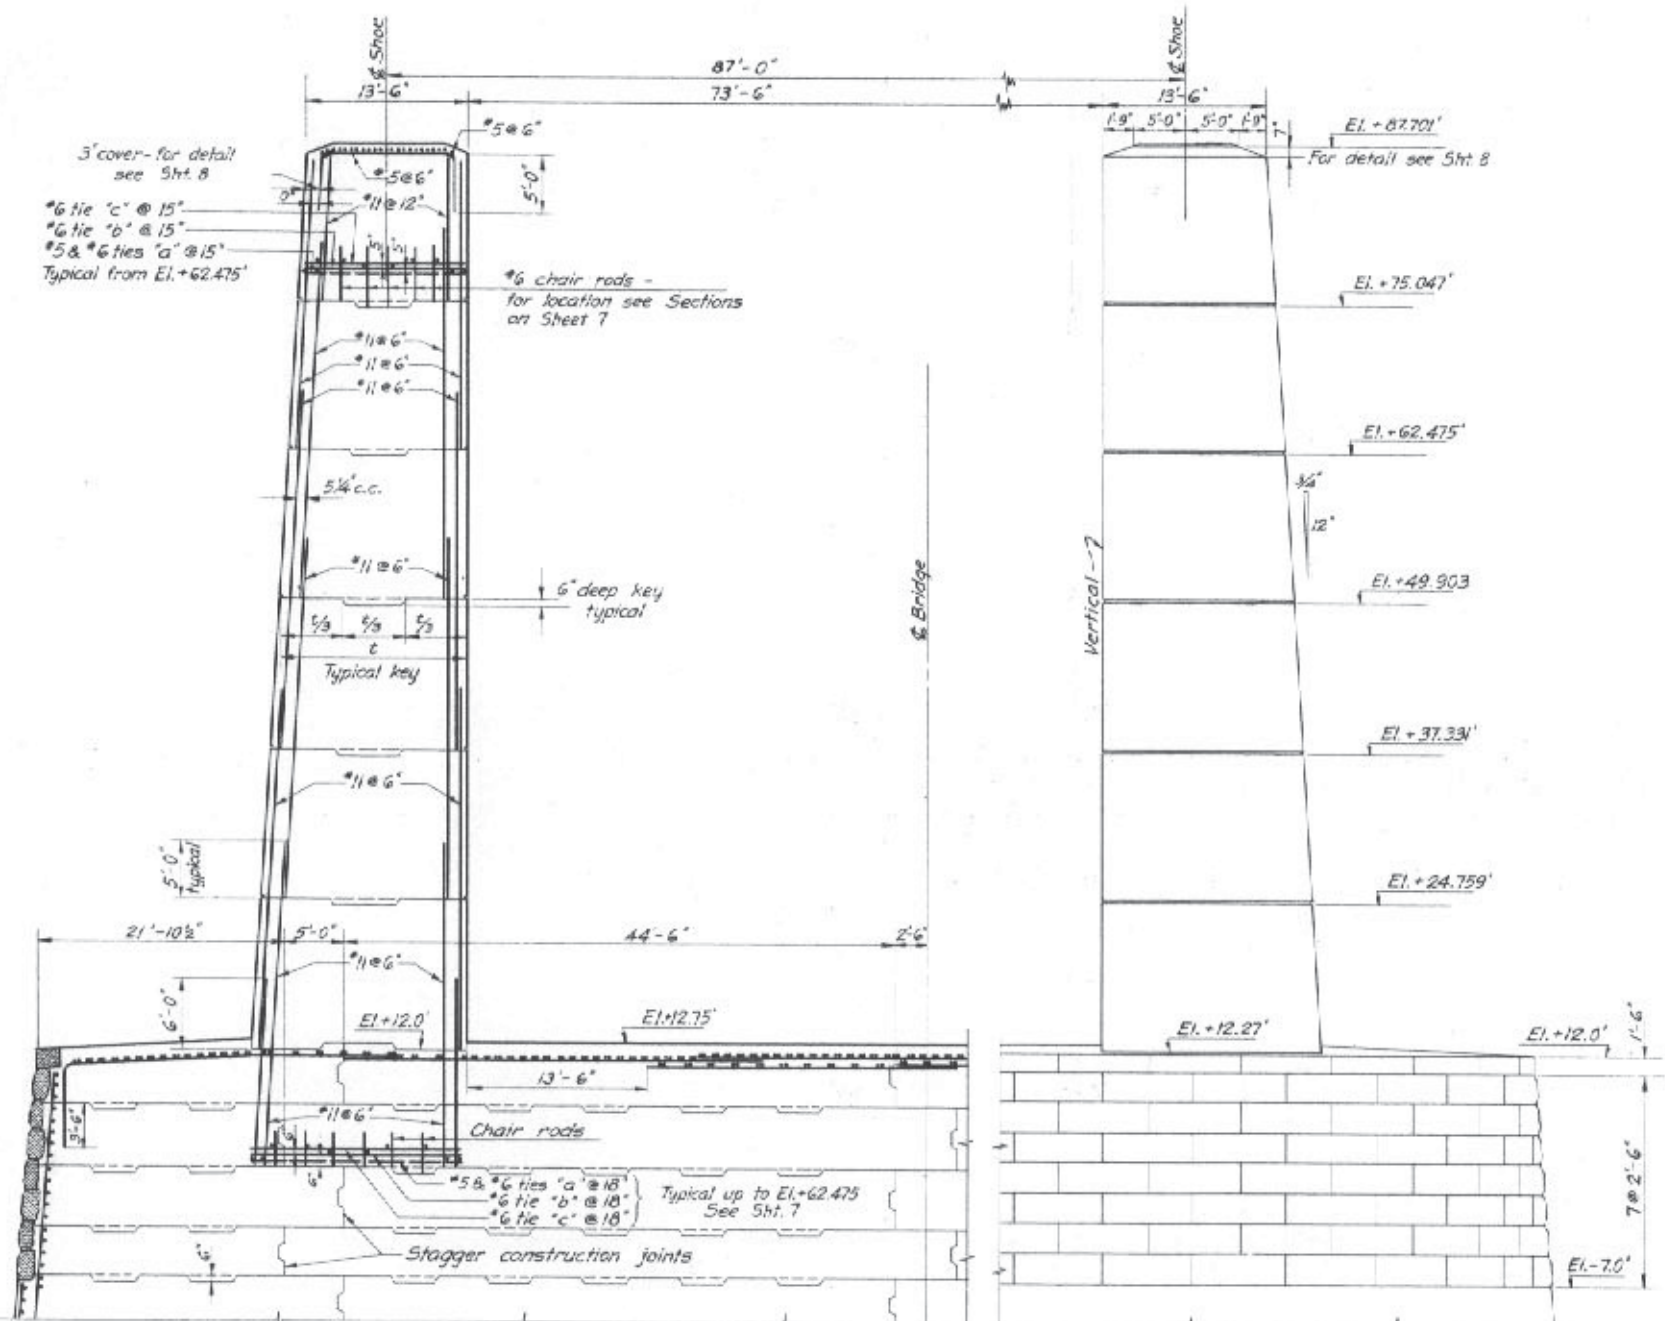 ℄ Shoe
℄ Shoe
87'-0"
13'-6"
73'-6"
13'-6"
1'-9"
5'-0"
5'-0"
1'-9"
7"
El. +87.701'
For detail see Sht. 8
#5@6"
3" cover-for detail
see Sht. 8
#5@6"
5'-0"
#11@12"
#6 tie "c" @ 15"
#6 tie "b" @ 15"
#5 & #6 ties "a" @ 15"
Typical from El.+62.475'
5"
5"
#6 chair rods -
for location see Sections
on Sheet 7
El. +75.047'
#11@6"
#11@6"
#11@6"
El. +62.475'
5¼" c.c.
¾"
12"
#11@6"
6" deep key
typical
℄ Bridge
Vertical
El. +49.903
t/3
t/3
t/3
t
Typical key
El. +37.331'
#11@6"
5'-0"
typical
El. +24.759'
21'-10½"
5'-0"
44'-6"
2'-6"
#11@6"
6'-0"
El.+12.0'
El.+12.75'
El.+12.27'
El.+12.0'
1'-6"
13'-6"
3'-6"
#11@6"
Chair rods
6"
#5 & #6 ties "a" @ 18"
#6 tie "b" @ 18"
#6 tie "c" @ 18"
Typical up to El.+62.475
See Sht. 7
7@2'-6"
Stagger construction joints
6"
El.-7.0'